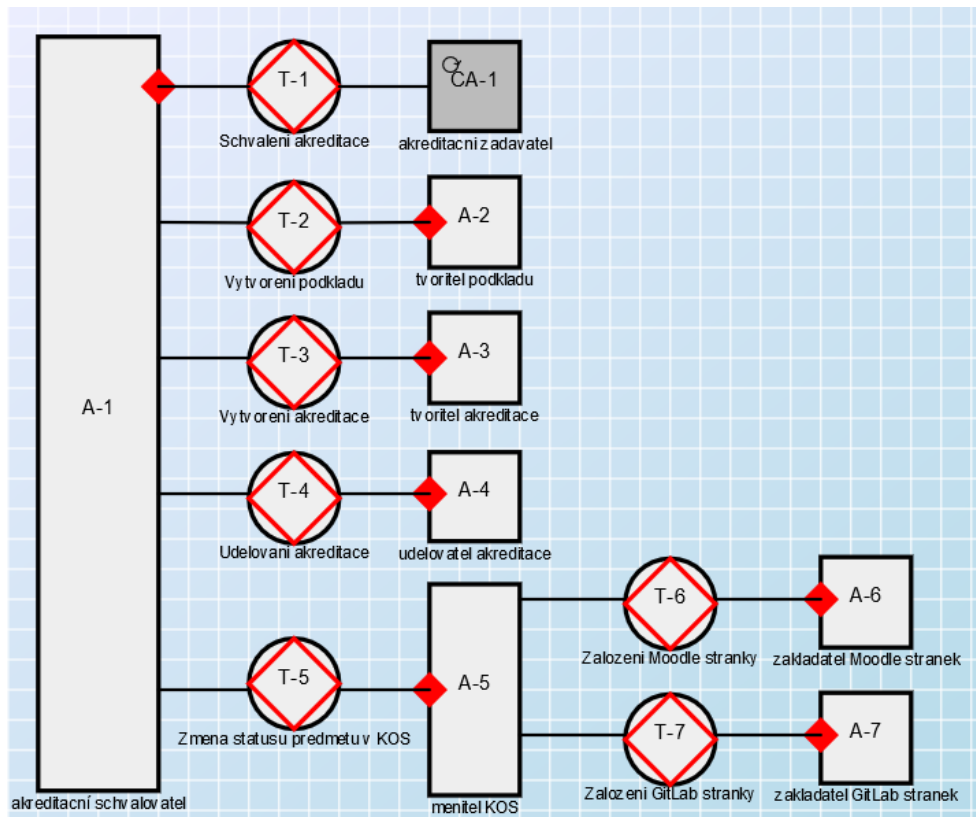 T-1
CA-1
Schvaleni akreditace
akreditacni zadavatel
T-2
A-2
Vytvoreni podkladu
tvoritel podkladu
T-3
A-3
A-1
Vytvoreni akreditace
tvoritel akreditace
T-4
A-4
Udelovani akreditace
udelovatel akreditace
T-6
A-6
Zalozeni Moodle stranky
zakladatel Moodle stranek
T-5
A-5
Zmena statusu predmetu v KOS
T-7
A-7
Zalozeni GitLab stranky
zakladatel GitLab stranek
akreditacní schvalovatel
menitel KOS